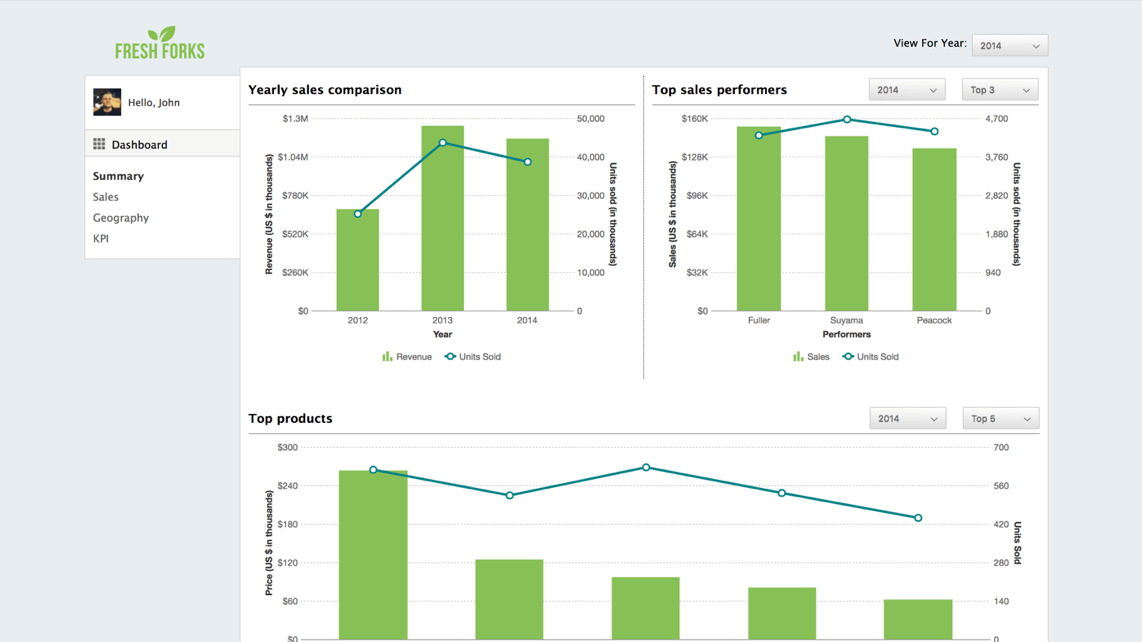 FRESH FORKS
View For Year: 2014
Hello, John
Dashboard
Summary
Sales
Geography
KPI
Yearly sales comparison
$1.3M
$1.04M
$780K
$520K
$260K
$0
Revenue (US $ in thousands)
50,000
40,000
30,000
20,000
10,000
0
Units sold (in thousands)
2012 2013 2014
Year
Revenue Units Sold
Top sales performers 2014 Top 3
$160K
$128K
$96K
$64K
$32K
$0
Sales (US $ in thousands)
4,700
3,760
2,820
1,880
940
0
Units sold (in thousands)
Fuller Suyama Peacock
Performers
Sales Units Sold
Top products 2014 Top 5
$300
$240
$180
$120
$60
$0
Price (US $ in thousands)
700
560
420
280
140
0
Units Sold